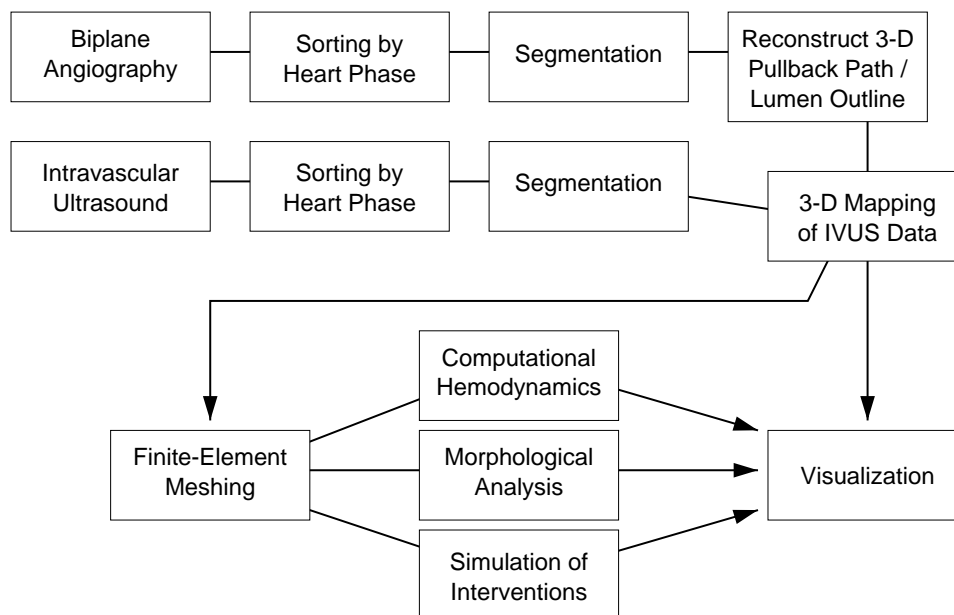 Biplane
Angiography
Sorting by
Heart Phase
Segmentation
Reconstruct 3-D
Pullback Path /
Lumen Outline
Intravascular
Ultrasound
Sorting by
Heart Phase
Segmentation
3-D Mapping
of IVUS Data
Computational
Hemodynamics
Finite-Element
Meshing
Morphological
Analysis
Visualization
Simulation of
Interventions